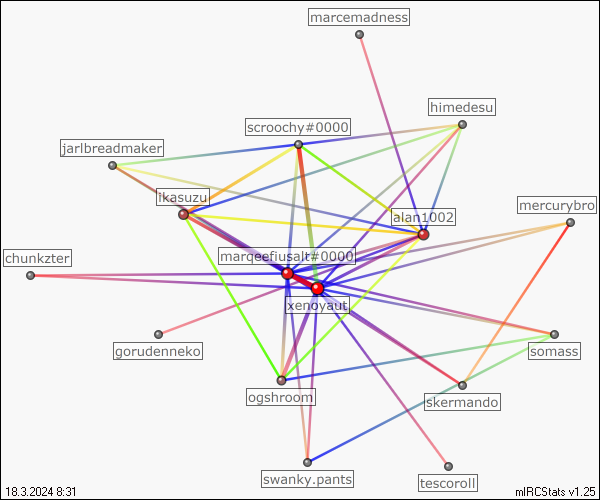 marcemadness
himedesu
scroochy#0000
jarlbreadmaker
ikasuzu
mercurybro
alan1002
marqeefiusalt#0000
chunkzter
xenoyaut
gorudenneko
somass
ogshroom
skermando
swanky.pants
tescoroll
18.3.2024 8:31
mIRCStats v1.25